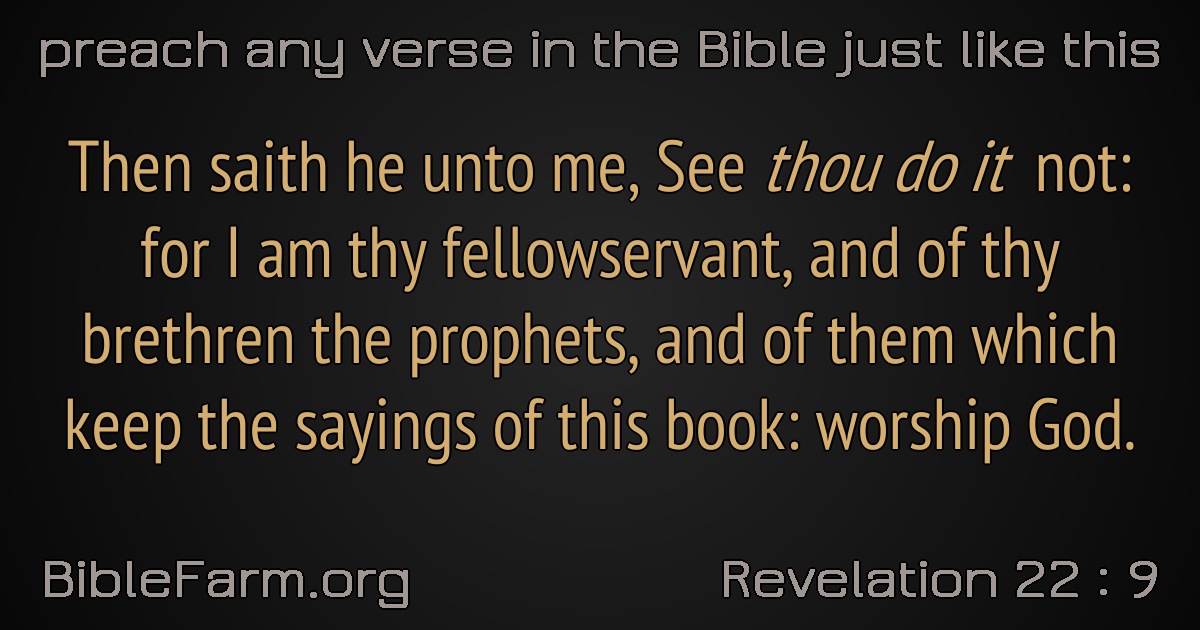 preach any verse in the Bible just like this
Then saith he unto me, See thou do it not:
for I am thy fellowservant, and of thy
brethren the prophets, and of them which
keep the sayings of this book: worship God.
BibleFarm.org
Revelation 22 : 9